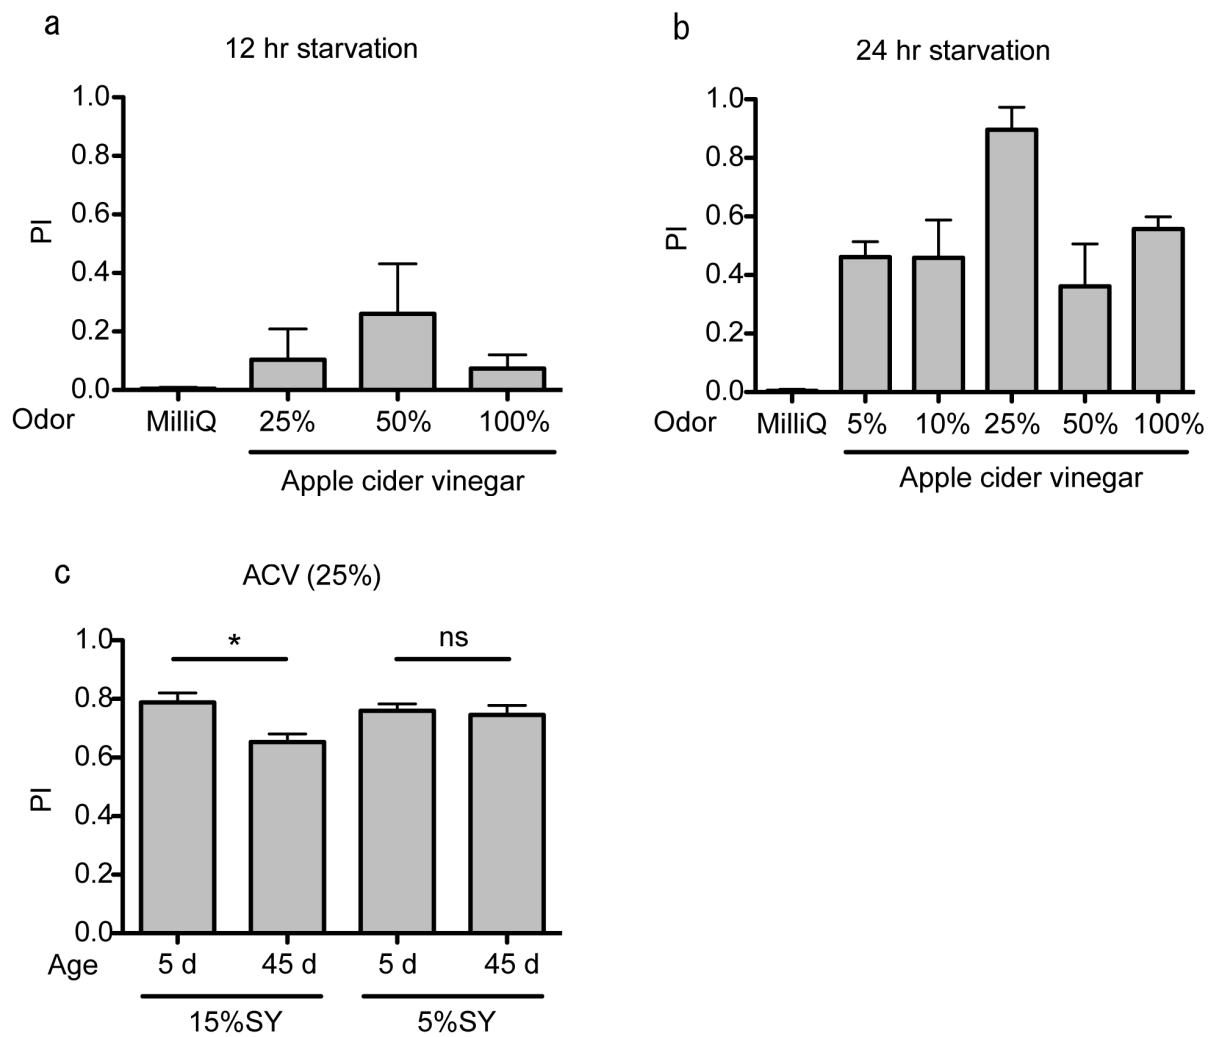 a
12 hr starvation
1.0
0.8
0.6
0.4
0.2
0.0
PI
Odor MilliQ 25% 50% 100%
Apple cider vinegar
b
24 hr starvation
1.0
0.8
0.6
0.4
0.2
0.0
PI
Odor MilliQ 5% 10% 25% 50% 100%
Apple cider vinegar
c
ACV (25%)
* ns
1.0
0.8
0.6
0.4
0.2
0.0
PI
Age 5 d 45 d 5 d 45 d
15%SY 5%SY